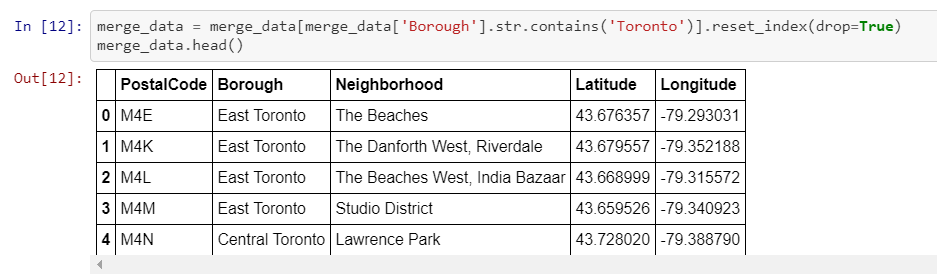 In [12]: merge_data = merge_data[merge_data['Borough'].str.contains('Toronto')].reset_index(drop=True)
merge_data.head()
Out[12]:
PostalCode Borough Neighborhood Latitude Longitude
0 M4E East Toronto The Beaches 43.676357 -79.293031
1 M4K East Toronto The Danforth West, Riverdale 43.679557 -79.352188
2 M4L East Toronto The Beaches West, India Bazaar 43.668999 -79.315572
3 M4M East Toronto Studio District 43.659526 -79.340923
4 M4N Central Toronto Lawrence Park 43.728020 -79.388790